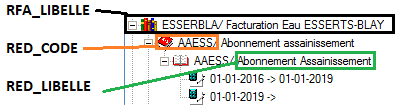 RFA_LIBELLE
ESSERBLA/ Facturation Eau ESSERTS-BLAY
RED_CODE
AAESS/ Abonnement assainissement
AAESS/ Abonnement Assainissement
RED_LIBELLE
01-01-2016 -> 01-01-2019
01-01-2019 ->